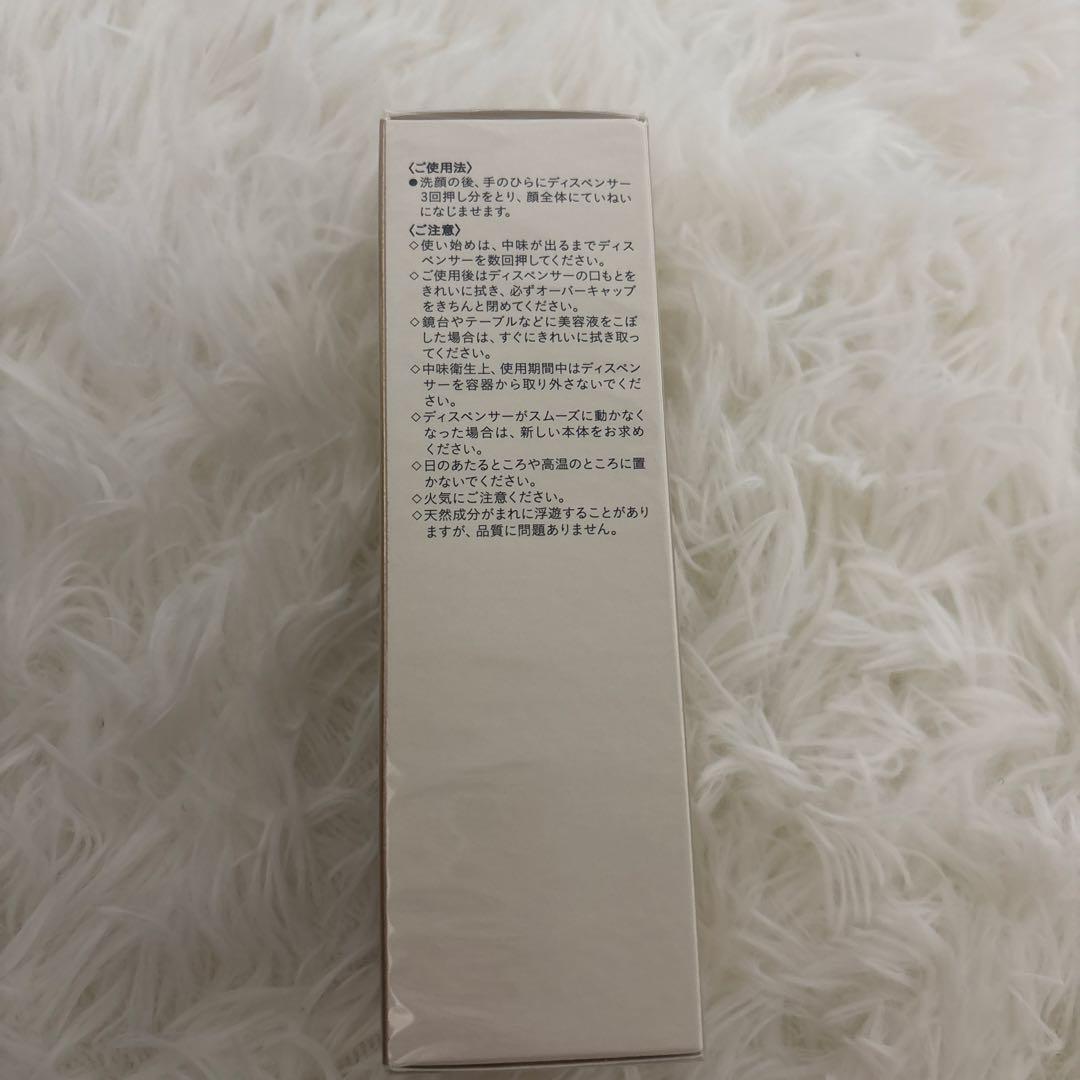 〈ご使用法〉
●洗顔の後、手のひらにディスペンサー
3回押し分をとり、顔全体にていねい
になじませます。
〈ご注意〉
◇使い始めは、中味が出るまでディス
ペンサーを数回押してください。
◇ご使用後はディスペンサーの口もとを
きれいに拭き、必ずオーバーキャップ
をきちんと閉めてください。
◇鏡台やテーブルなどに美容液をこぼ
した場合は、すぐにきれいに拭き取っ
てください。
◇中味衛生上、使用期間中はディスペン
サーを容器から取り外さないでくだ
さい。
◇ディスペンサーがスムーズに動かなく
なった場合は、新しい本体をお求め
ください。
◇日のあたるところや高温のところに置
かないでください。
◇火気にご注意ください。
◇天然成分がまれに浮遊することがあり
ますが、品質に問題ありません。